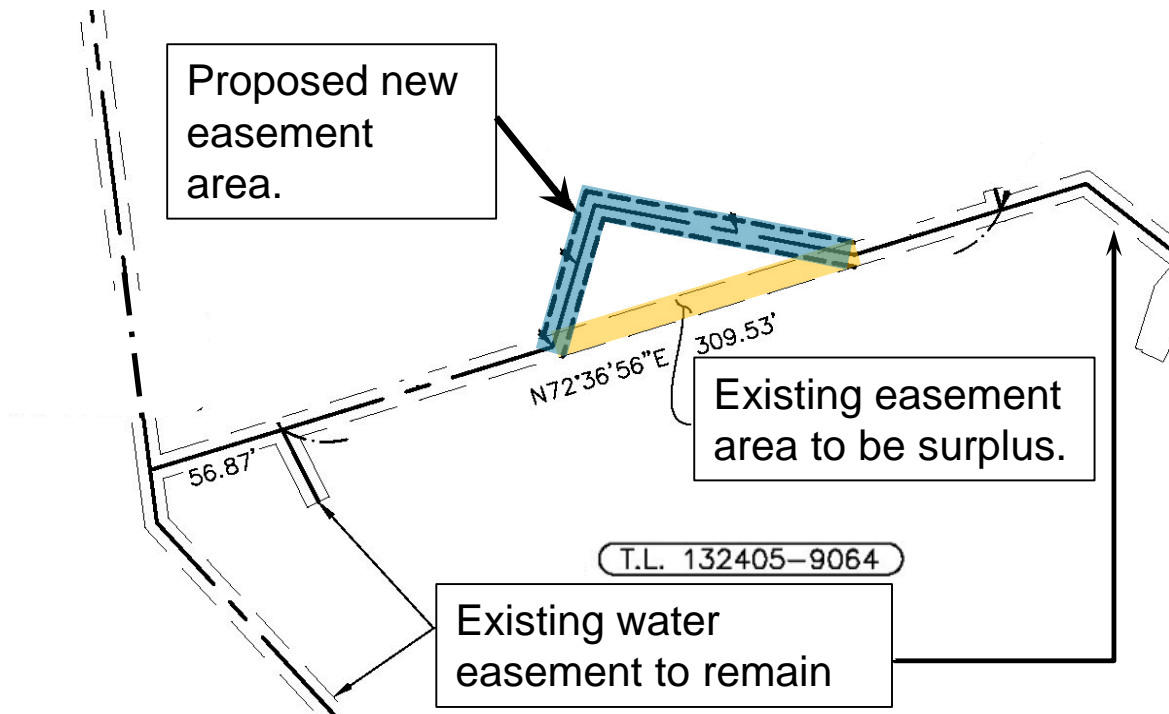 Proposed new
easement
area.
N72°36'56"E 309.53'
Existing easement
area to be surplus.
56.87'
T.L. 132405-9064
Existing water
easement to remain